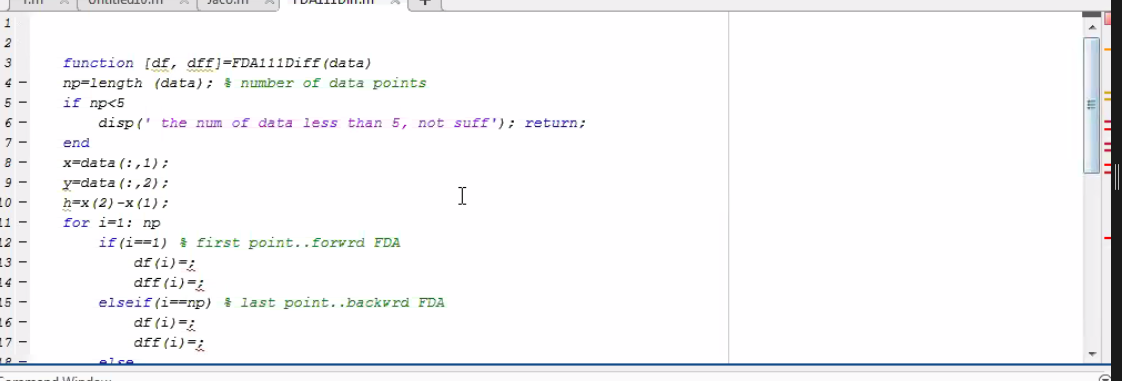 Jaco.m
1
2
3 function [df, dff]=FDA111Diff(data)
4 - np=length (data); % number of data points
5 - if np<5
6 - disp(' the num of data less than 5, not suff'); return;
7 - end
8 - x=data(:,1);
9 - y=data(:,2);
10 - h=x(2)-x(1);
11 - for i=1: np
12 - if(i==1) % first point..forwrd FDA
13 - df(i)=;
14 - dff(i)=;
15 - elseif(i==np) % last point..backwrd FDA
16 - df(i)=;
17 - dff(i)=;
18 - else
Command Window